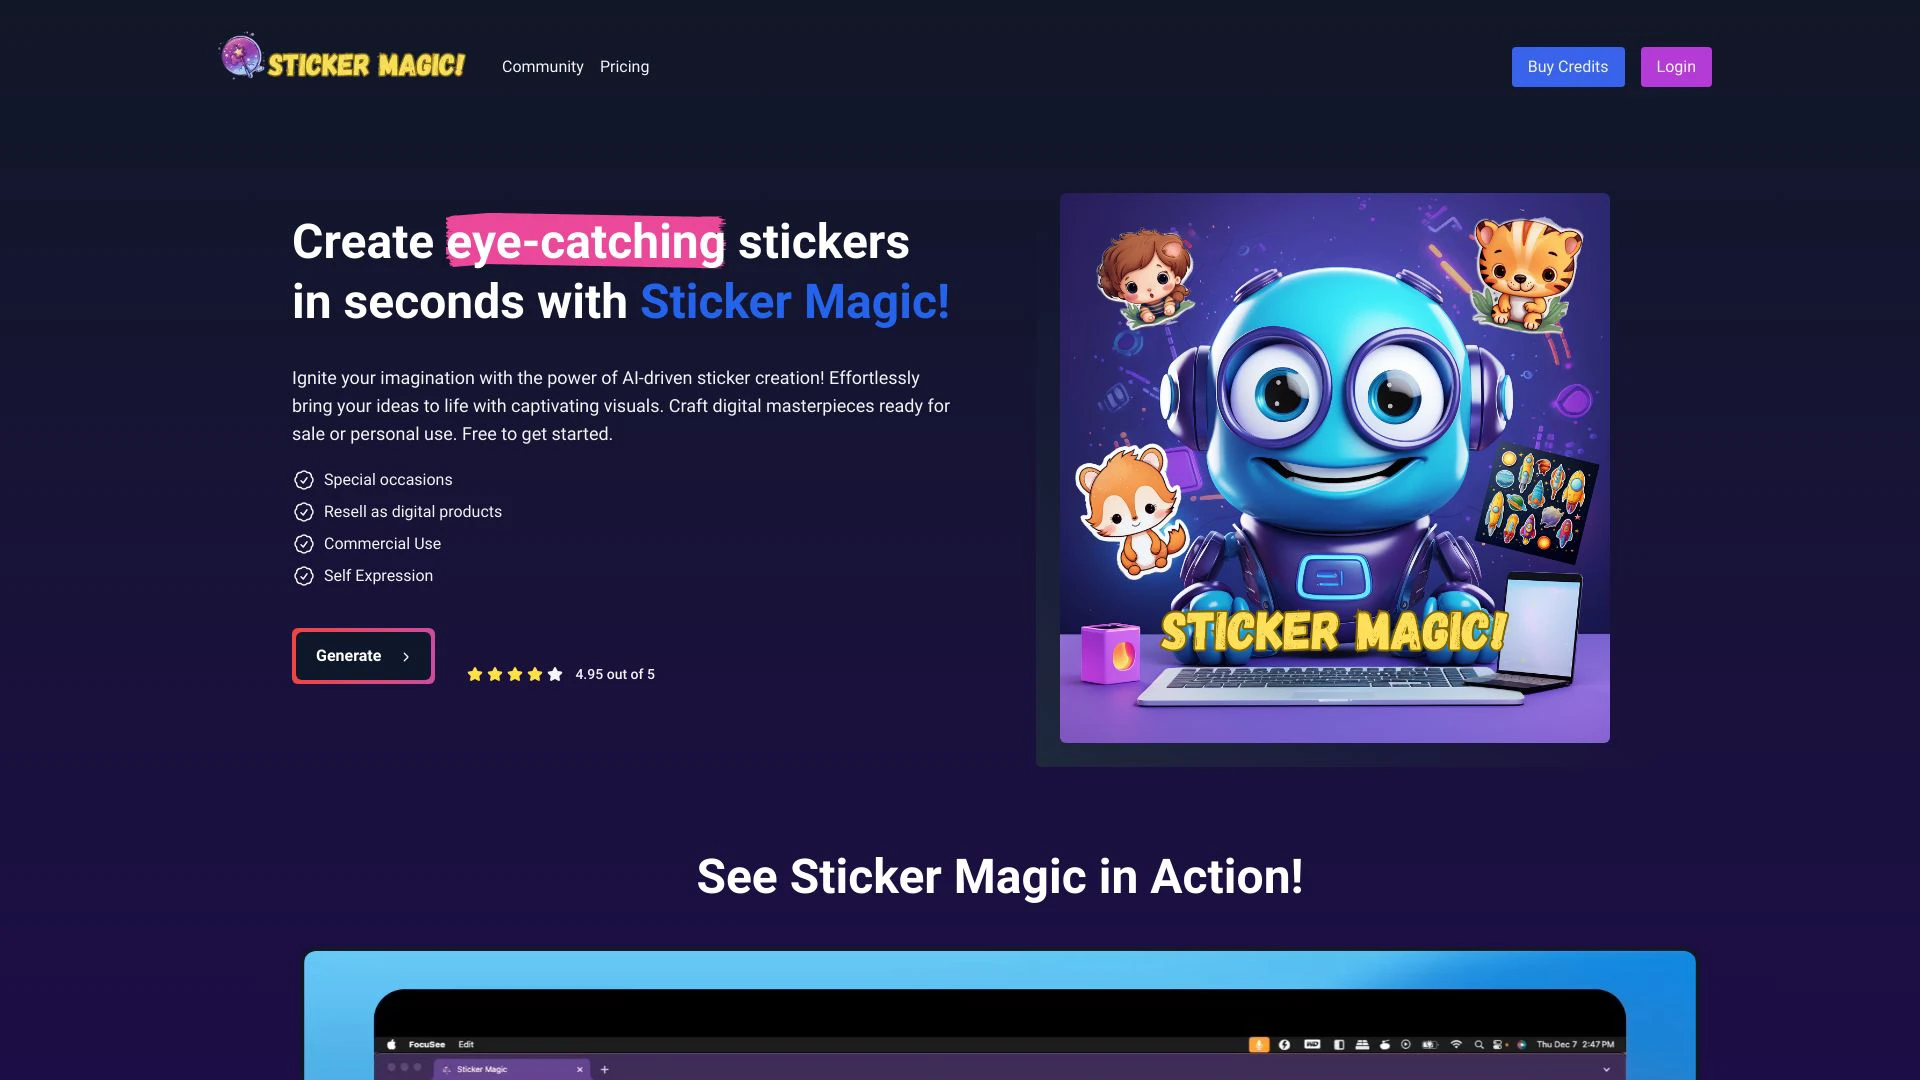 STICKER MAGIC!
Community
Pricing
Buy Credits
Login
Create eye-catching stickers
in seconds with Sticker Magic!
Ignite your imagination with the power of AI-driven sticker creation! Effortlessly
bring your ideas to life with captivating visuals. Craft digital masterpieces ready for
sale or personal use. Free to get started.
Special occasions
Resell as digital products
Commercial Use
Self Expression
Generate
4.95 out of 5
STICKER MAGIC!
See Sticker Magic in Action!
FocuSee Edit
Thu Dec 7 2:47 PM
Sticker Magic